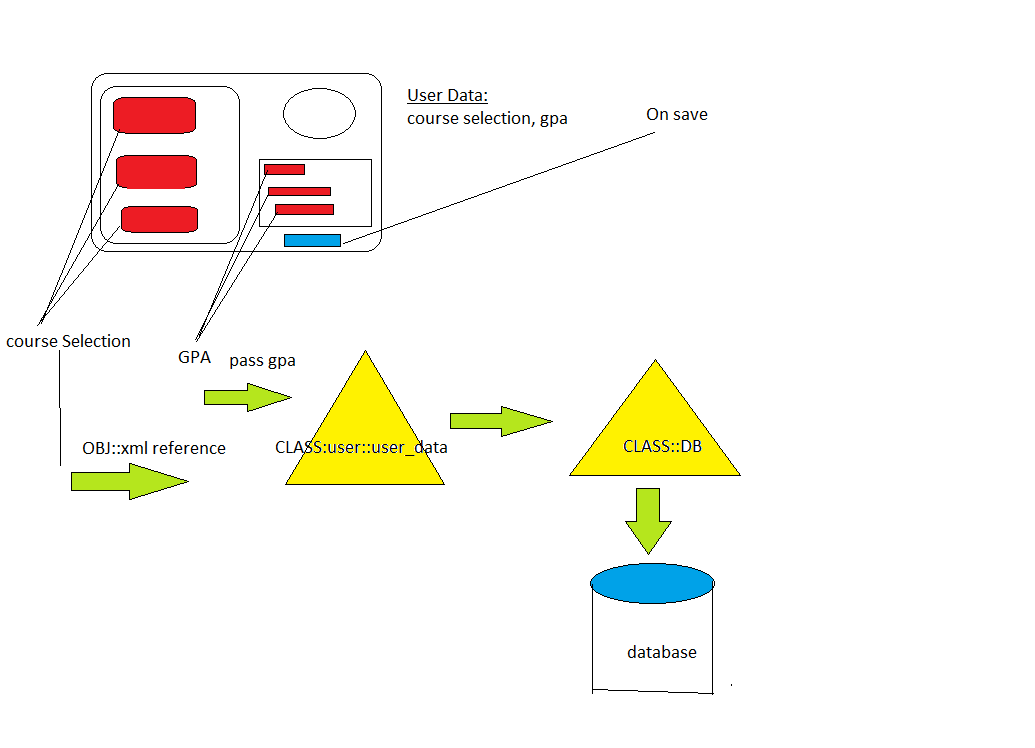 User Data:
course selection, gpa
On save
course Selection
GPA
pass gpa
OBJ::xml reference
CLASS:user::user_data
CLASS::DB
database